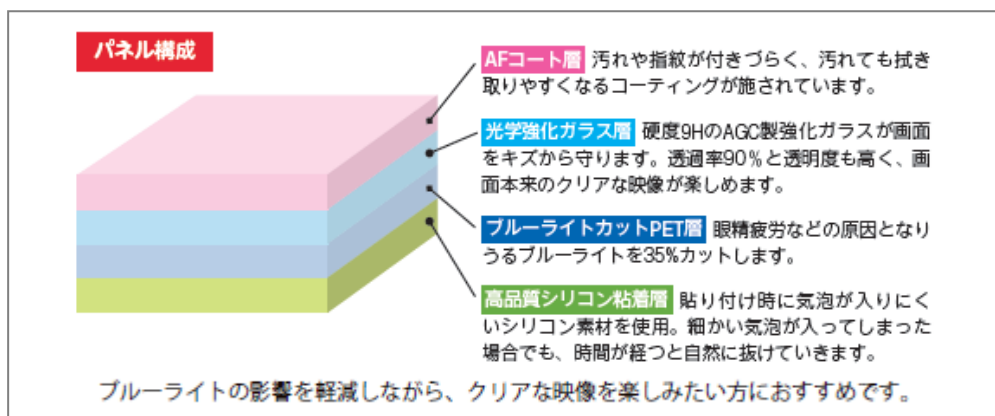 パネル構成
AFコート層 汚れや指紋が付きづらく、汚れても拭き
取りやすくなるコーティングが施されています。
光学強化ガラス層 硬度9HのAGC製強化ガラスが画面
をキズから守ります。透過率90％と透明度も高く、画
面本来のクリアな映像が楽しめます。
ブルーライトカットPET層 眼精疲労などの原因となり
うるブルーライトを35%カットします。
高品質シリコン粘着層 貼り付け時に気泡が入りにく
いシリコン素材を使用。細かい気泡が入ってしまった
場合でも、時間が経つと自然に抜けていきます。
ブルーライトの影響を軽減しながら、クリアな映像を楽しみたい方におすすめです。